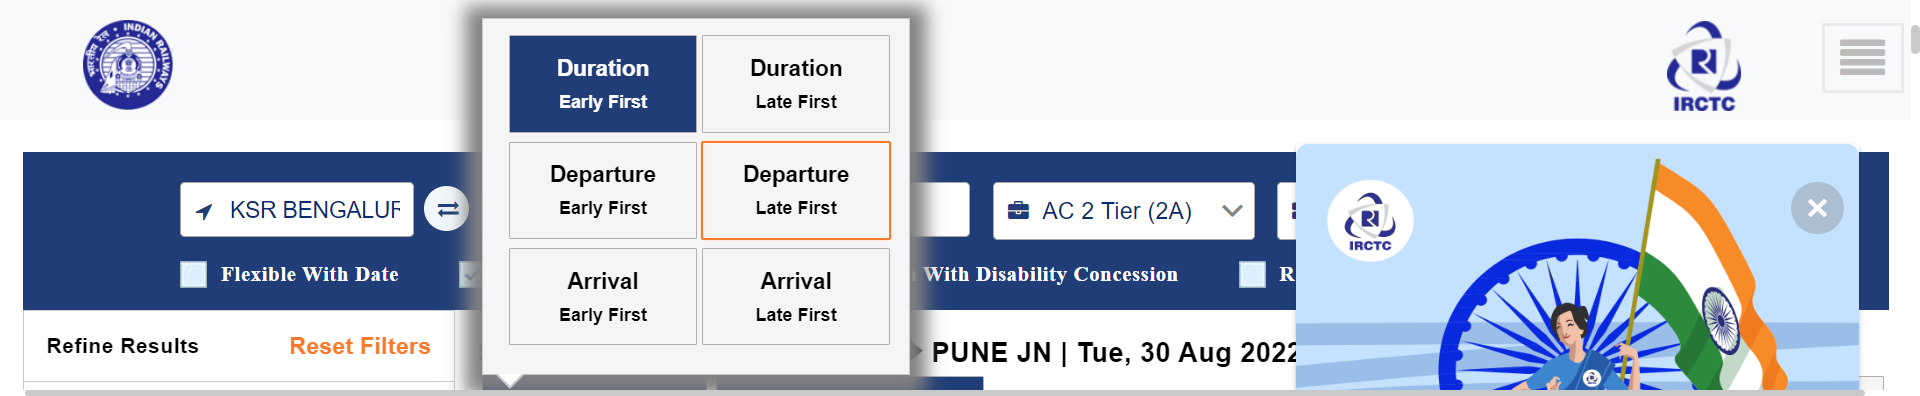 भारतीय रेल INDIAN RAILWAYS
IRCTC
Duration
Early First
Duration
Late First
Departure
Early First
Departure
Late First
Arrival
Early First
Arrival
Late First
KSR BENGALUR
AC 2 Tier (2A)
IRCTC
Flexible With Date
With Disability Concession
R
Refine Results
Reset Filters
PUNE JN | Tue, 30 Aug 2022